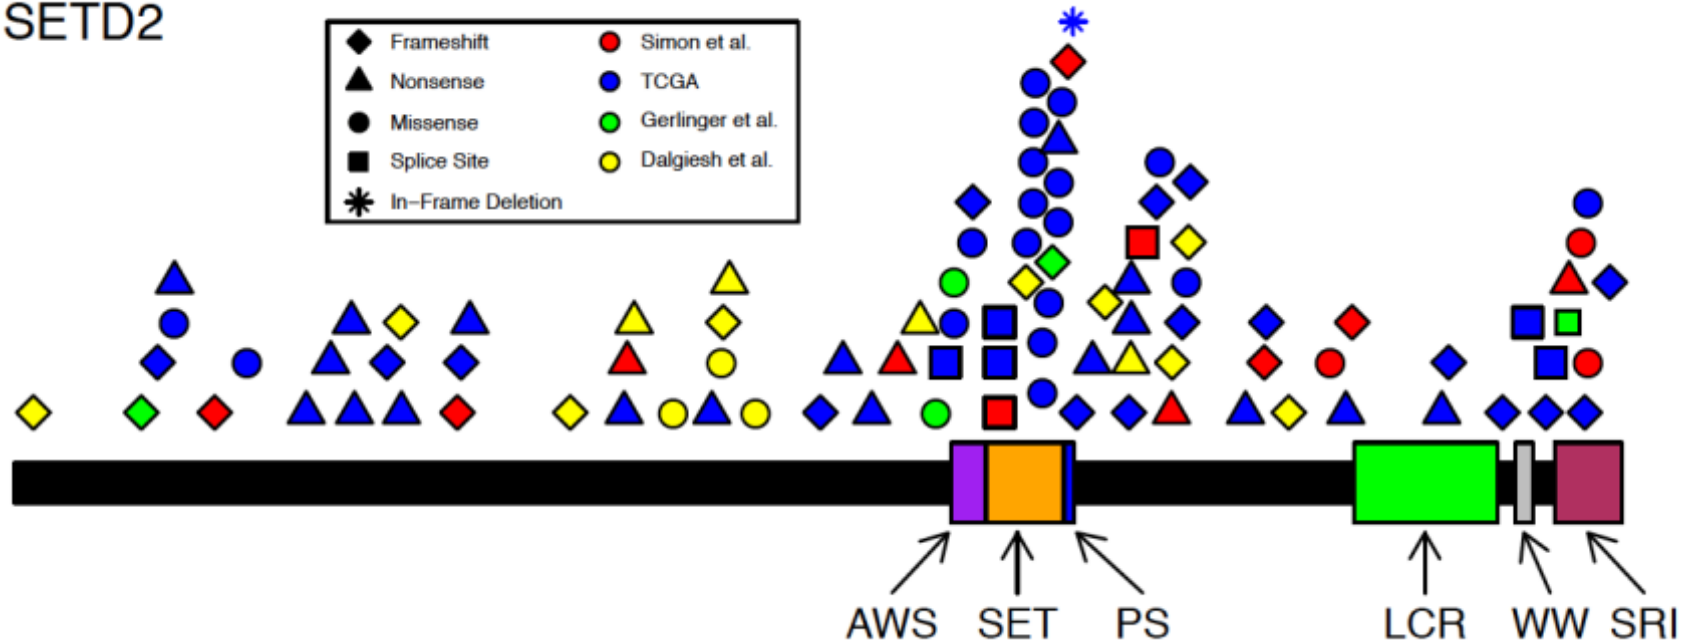 SETD2
Frameshift
Simon et al.
Nonsense
TCGA
Missense
Gerlinger et al.
Splice Site
Dalgiesh et al.
In-Frame Deletion
AWS SET PS LCR WW SRI